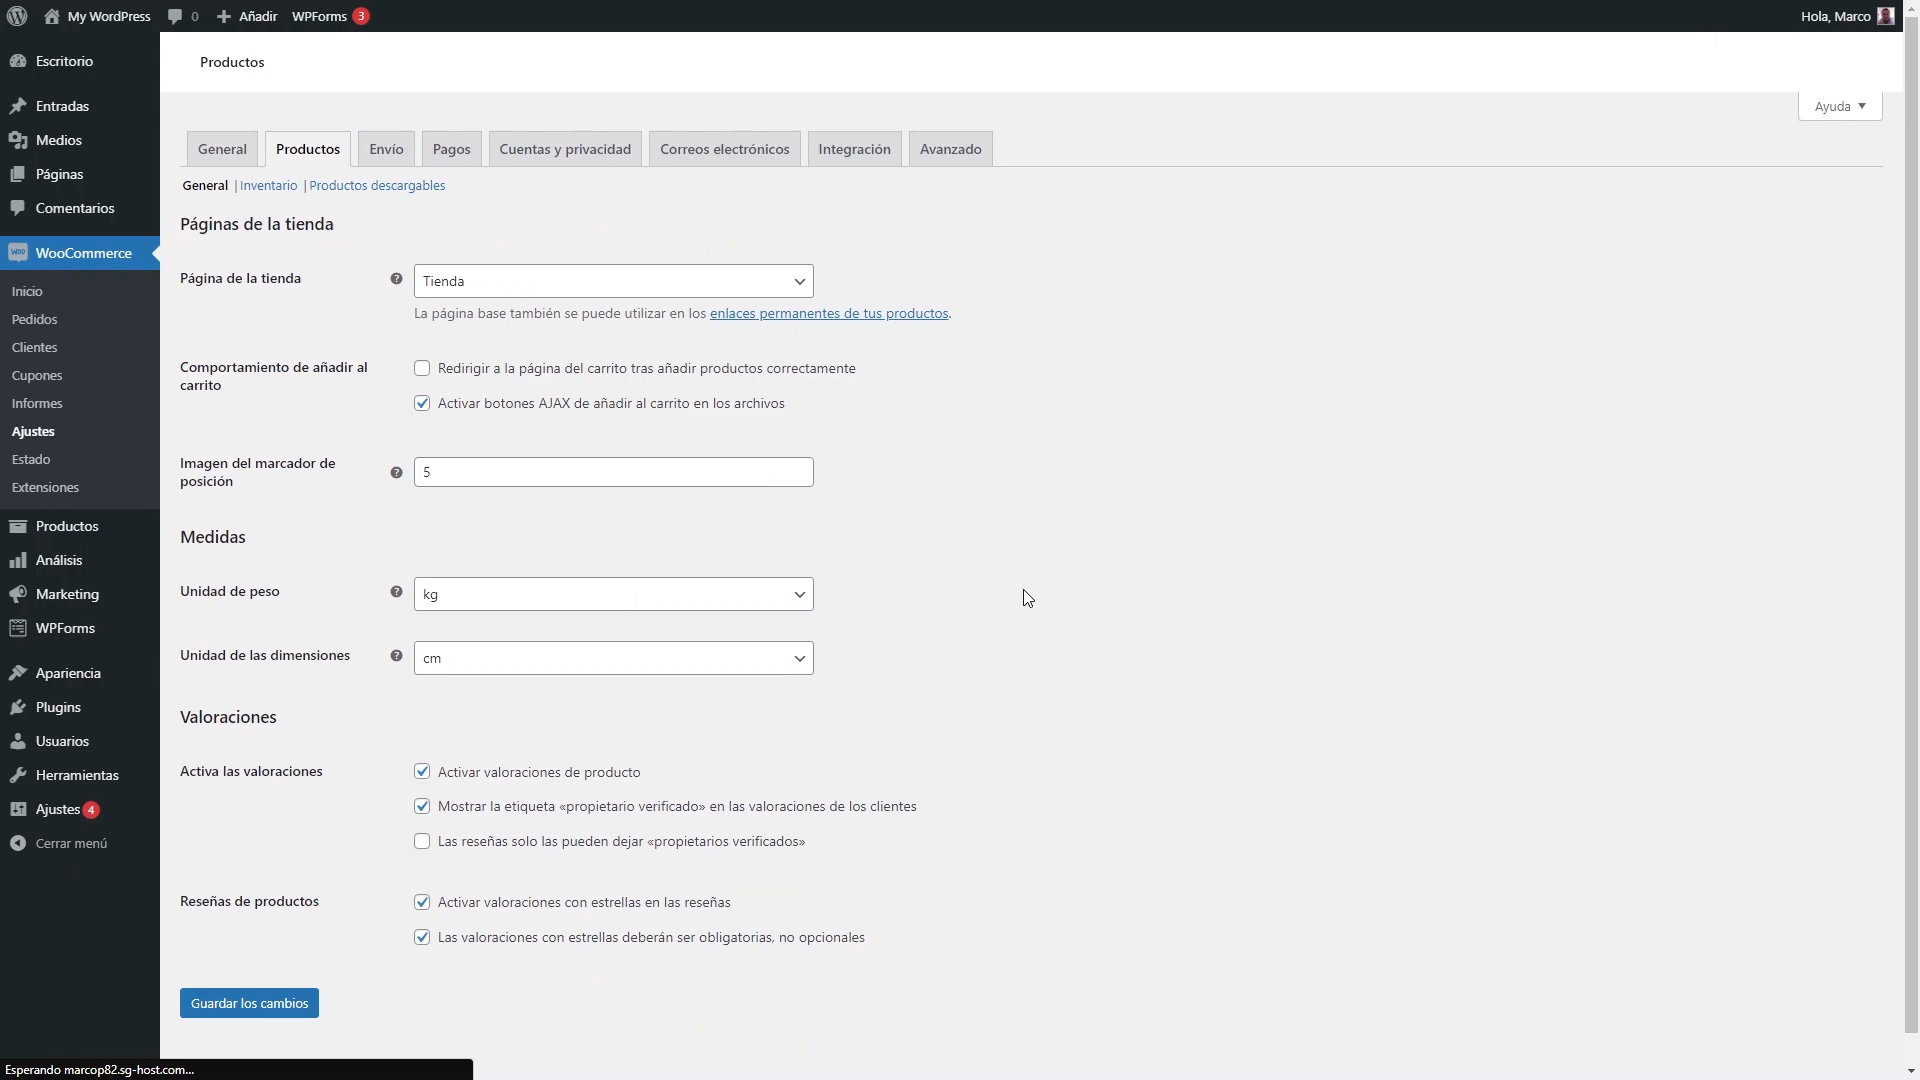 My WordPress 0 Añadir WPForms 3 Hola, Marco
Escritorio
Entradas
Medios
Páginas
Comentarios
WooCommerce
Inicio
Pedidos
Clientes
Cupones
Informes
Ajustes
Estado
Extensiones
Productos
Análisis
Marketing
WPForms
Apariencia
Plugins
Usuarios
Herramientas
Ajustes 4
Cerrar menú
Productos
Ayuda
General Productos Envío Pagos Cuentas y privacidad Correos electrónicos Integración Avanzado
General | Inventario | Productos descargables
Páginas de la tienda
Página de la tienda
Tienda
La página base también se puede utilizar en los enlaces permanentes de tus productos.
Comportamiento de añadir al
carrito
Redirigir a la página del carrito tras añadir productos correctamente
Activar botones AJAX de añadir al carrito en los archivos
Imagen del marcador de
posición
5
Medidas
Unidad de peso
kg
Unidad de las dimensiones
cm
Valoraciones
Activa las valoraciones
Activar valoraciones de producto
Mostrar la etiqueta «propietario verificado» en las valoraciones de los clientes
Las reseñas solo las pueden dejar «propietarios verificados»
Reseñas de productos
Activar valoraciones con estrellas en las reseñas
Las valoraciones con estrellas deberán ser obligatorias, no opcionales
Guardar los cambios
Esperando marcop82.sg-host.com...